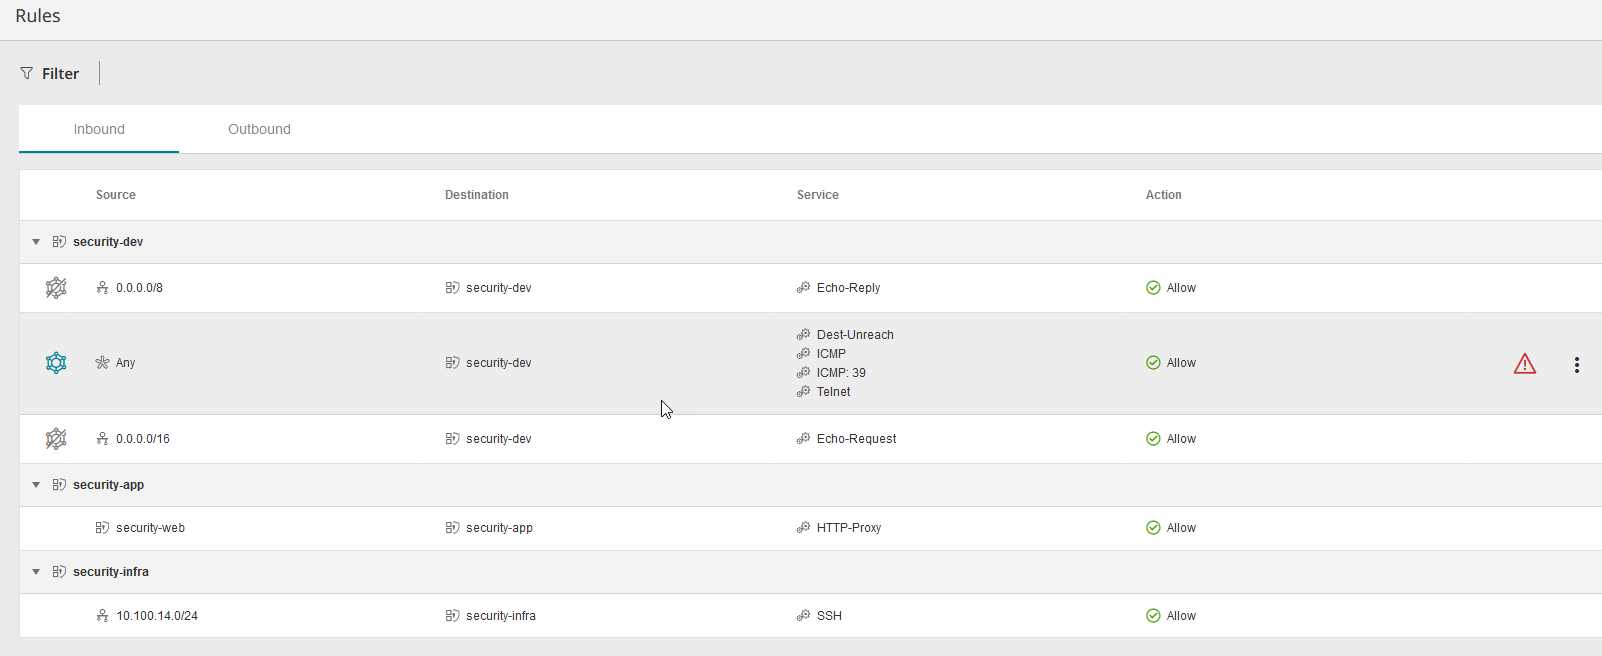 Rules
Filter
Inbound Outbound
Source Destination Service Action
security-dev
0.0.0.0/8 security-dev Echo-Reply Allow
Any security-dev Dest-Unreach Allow
ICMP
ICMP: 39
Telnet
0.0.0.0/16 security-dev Echo-Request Allow
security-app
security-web security-app HTTP-Proxy Allow
security-infra
10.100.14.0/24 security-infra SSH Allow